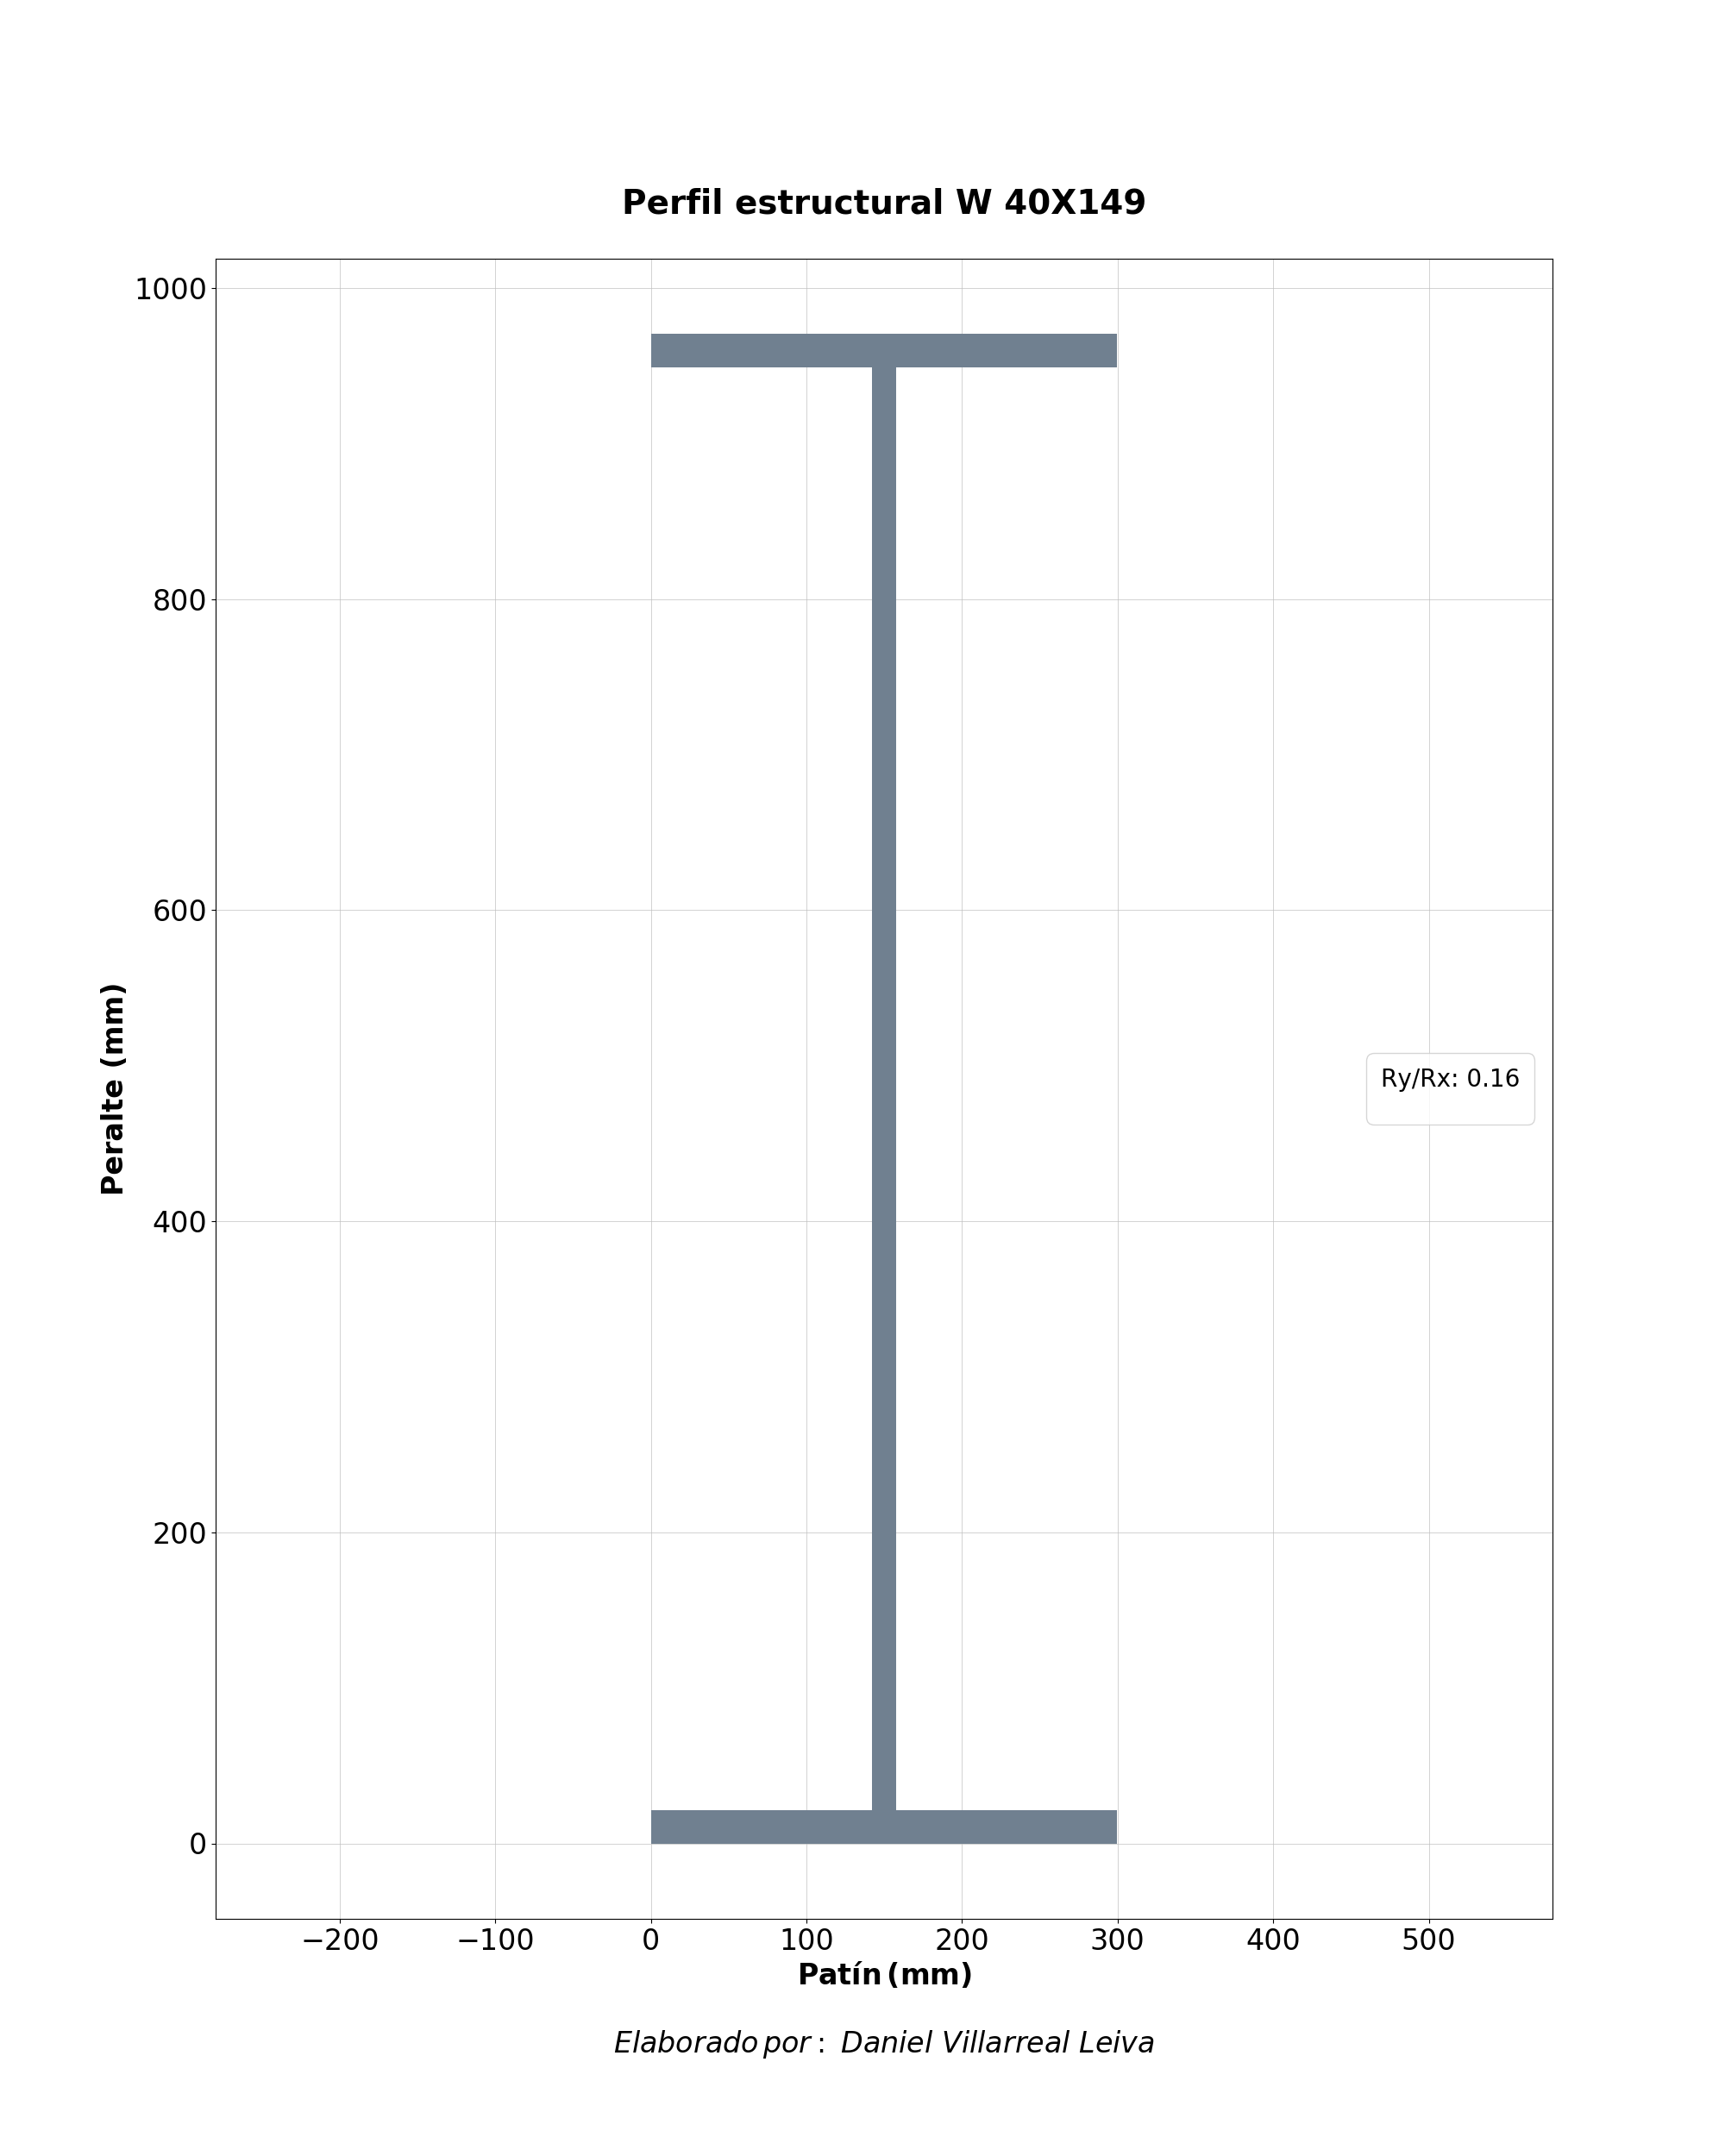 Perfil estructural W 40X149
1000
800
600
400
200
0
Peralte (mm)
Ry/Rx: 0.16
−200 −100 0 100 200 300 400 500
Patín (mm)
Elaborado por: Daniel Villarreal Leiva